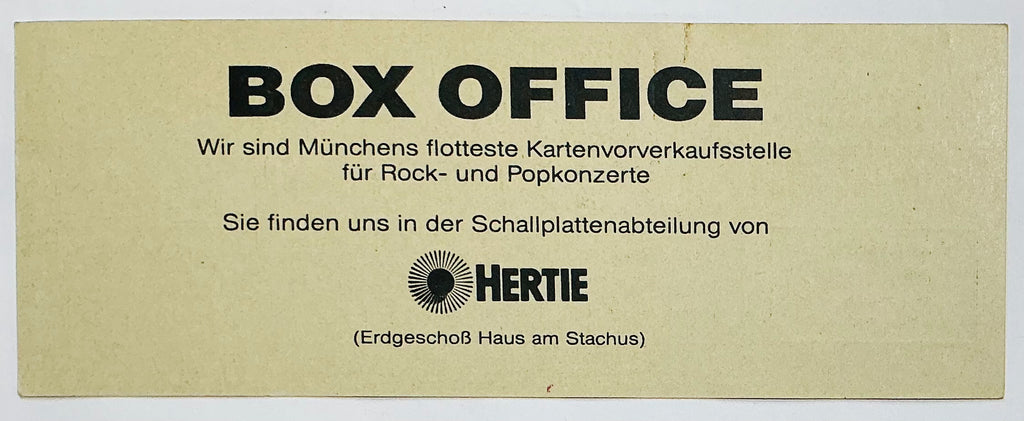 BOX OFFICE
Wir sind Münchens flotteste Kartenvorverkaufsstelle
für Rock- und Popkonzerte
Sie finden uns in der Schallplattenabteilung von
HERTIE
(Erdgeschoß Haus am Stachus)